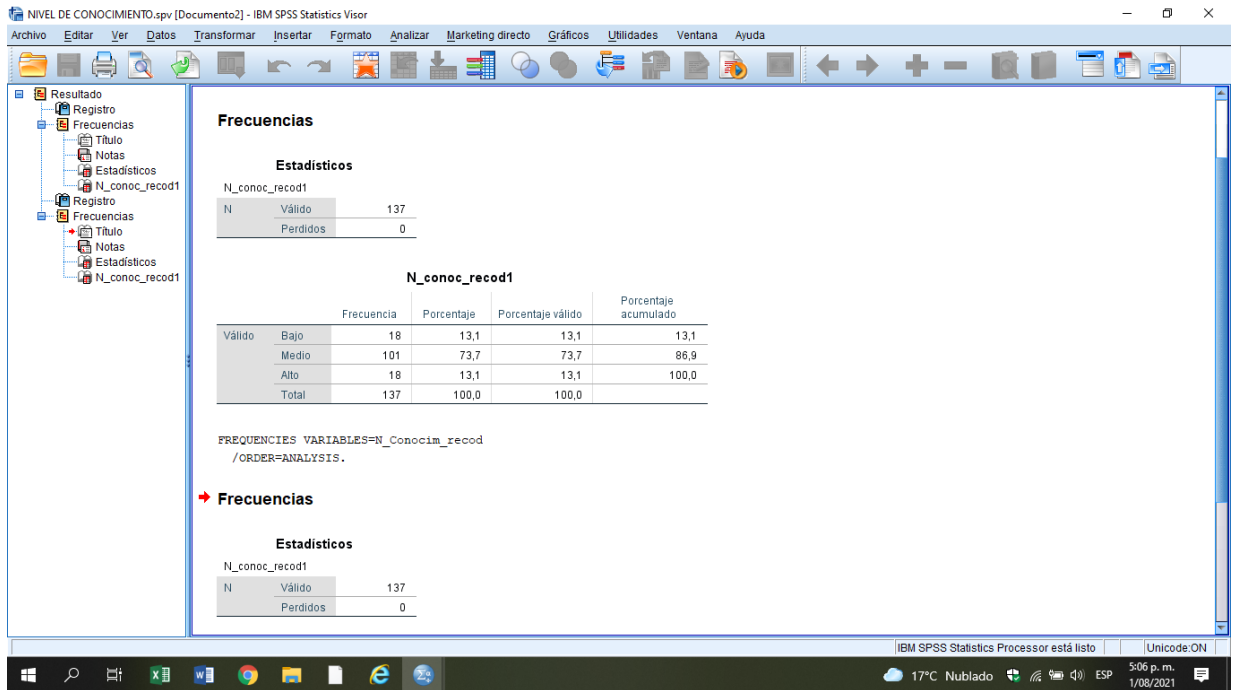 NIVEL DE CONOCIMIENTO.spv [Documento2] - IBM SPSS Statistics Visor
Archivo Editar Ver Datos Transformar Insertar Formato Analizar Marketing directo Gráficos Utilidades Ventana Ayuda
Resultado
Registro
Frecuencias
Título
Notas
Estadísticos
N_conoc_recod1
Registro
Frecuencias
Título
Notas
Estadísticos
N_conoc_recod1
Frecuencias
Estadísticos
N_conoc_recod1
N Válido 137
Perdidos 0
N_conoc_recod1
Frecuencia Porcentaje Porcentaje válido Porcentaje acumulado
Válido Bajo 18 13,1 13,1 13,1
Medio 101 73,7 73,7 86,9
Alto 18 13,1 13,1 100,0
Total 137 100,0 100,0
FREQUENCIES VARIABLES=N_Conocim_recod
/ORDER=ANALYSIS.
Frecuencias
Estadísticos
N_conoc_recod1
N Válido 137
Perdidos 0
IBM SPSS Statistics Processor está listo Unicode:ON
17°C Nublado ESP 5:06 p. m.
1/08/2021